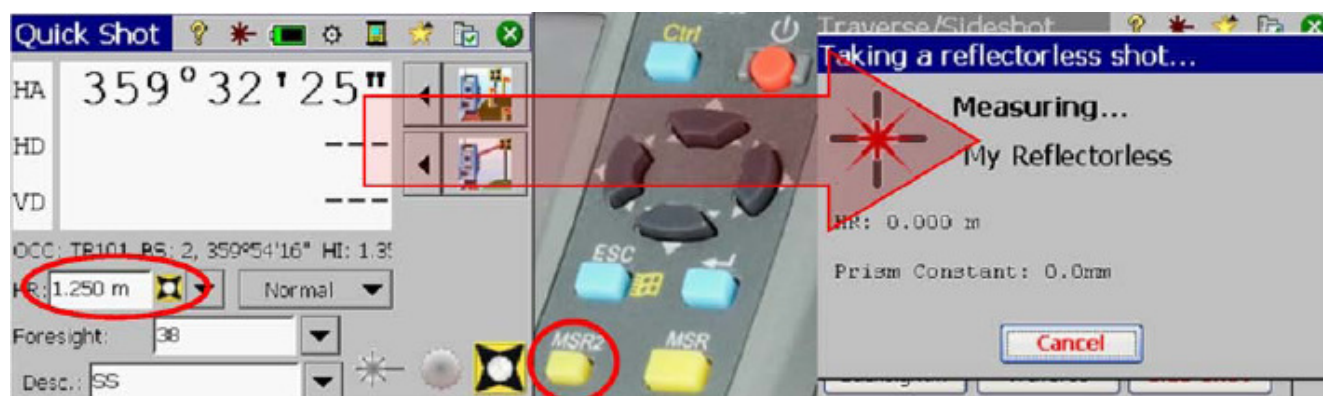 Quick Shot
HA 359°32'25"
HD ---
VD ---
OCC: TR101 BS: 2, 359°54'16" HI: 1.35
HR: 1.250 m Normal
Foresight: 38
Desc.: SS
Ctrl
ESC
MSR2 MSR
Traverse/Sideshot
Taking a reflectorless shot...
Measuring...
My Reflectorless
HR: 0.000 m
Prism Constant: 0.0mm
Cancel